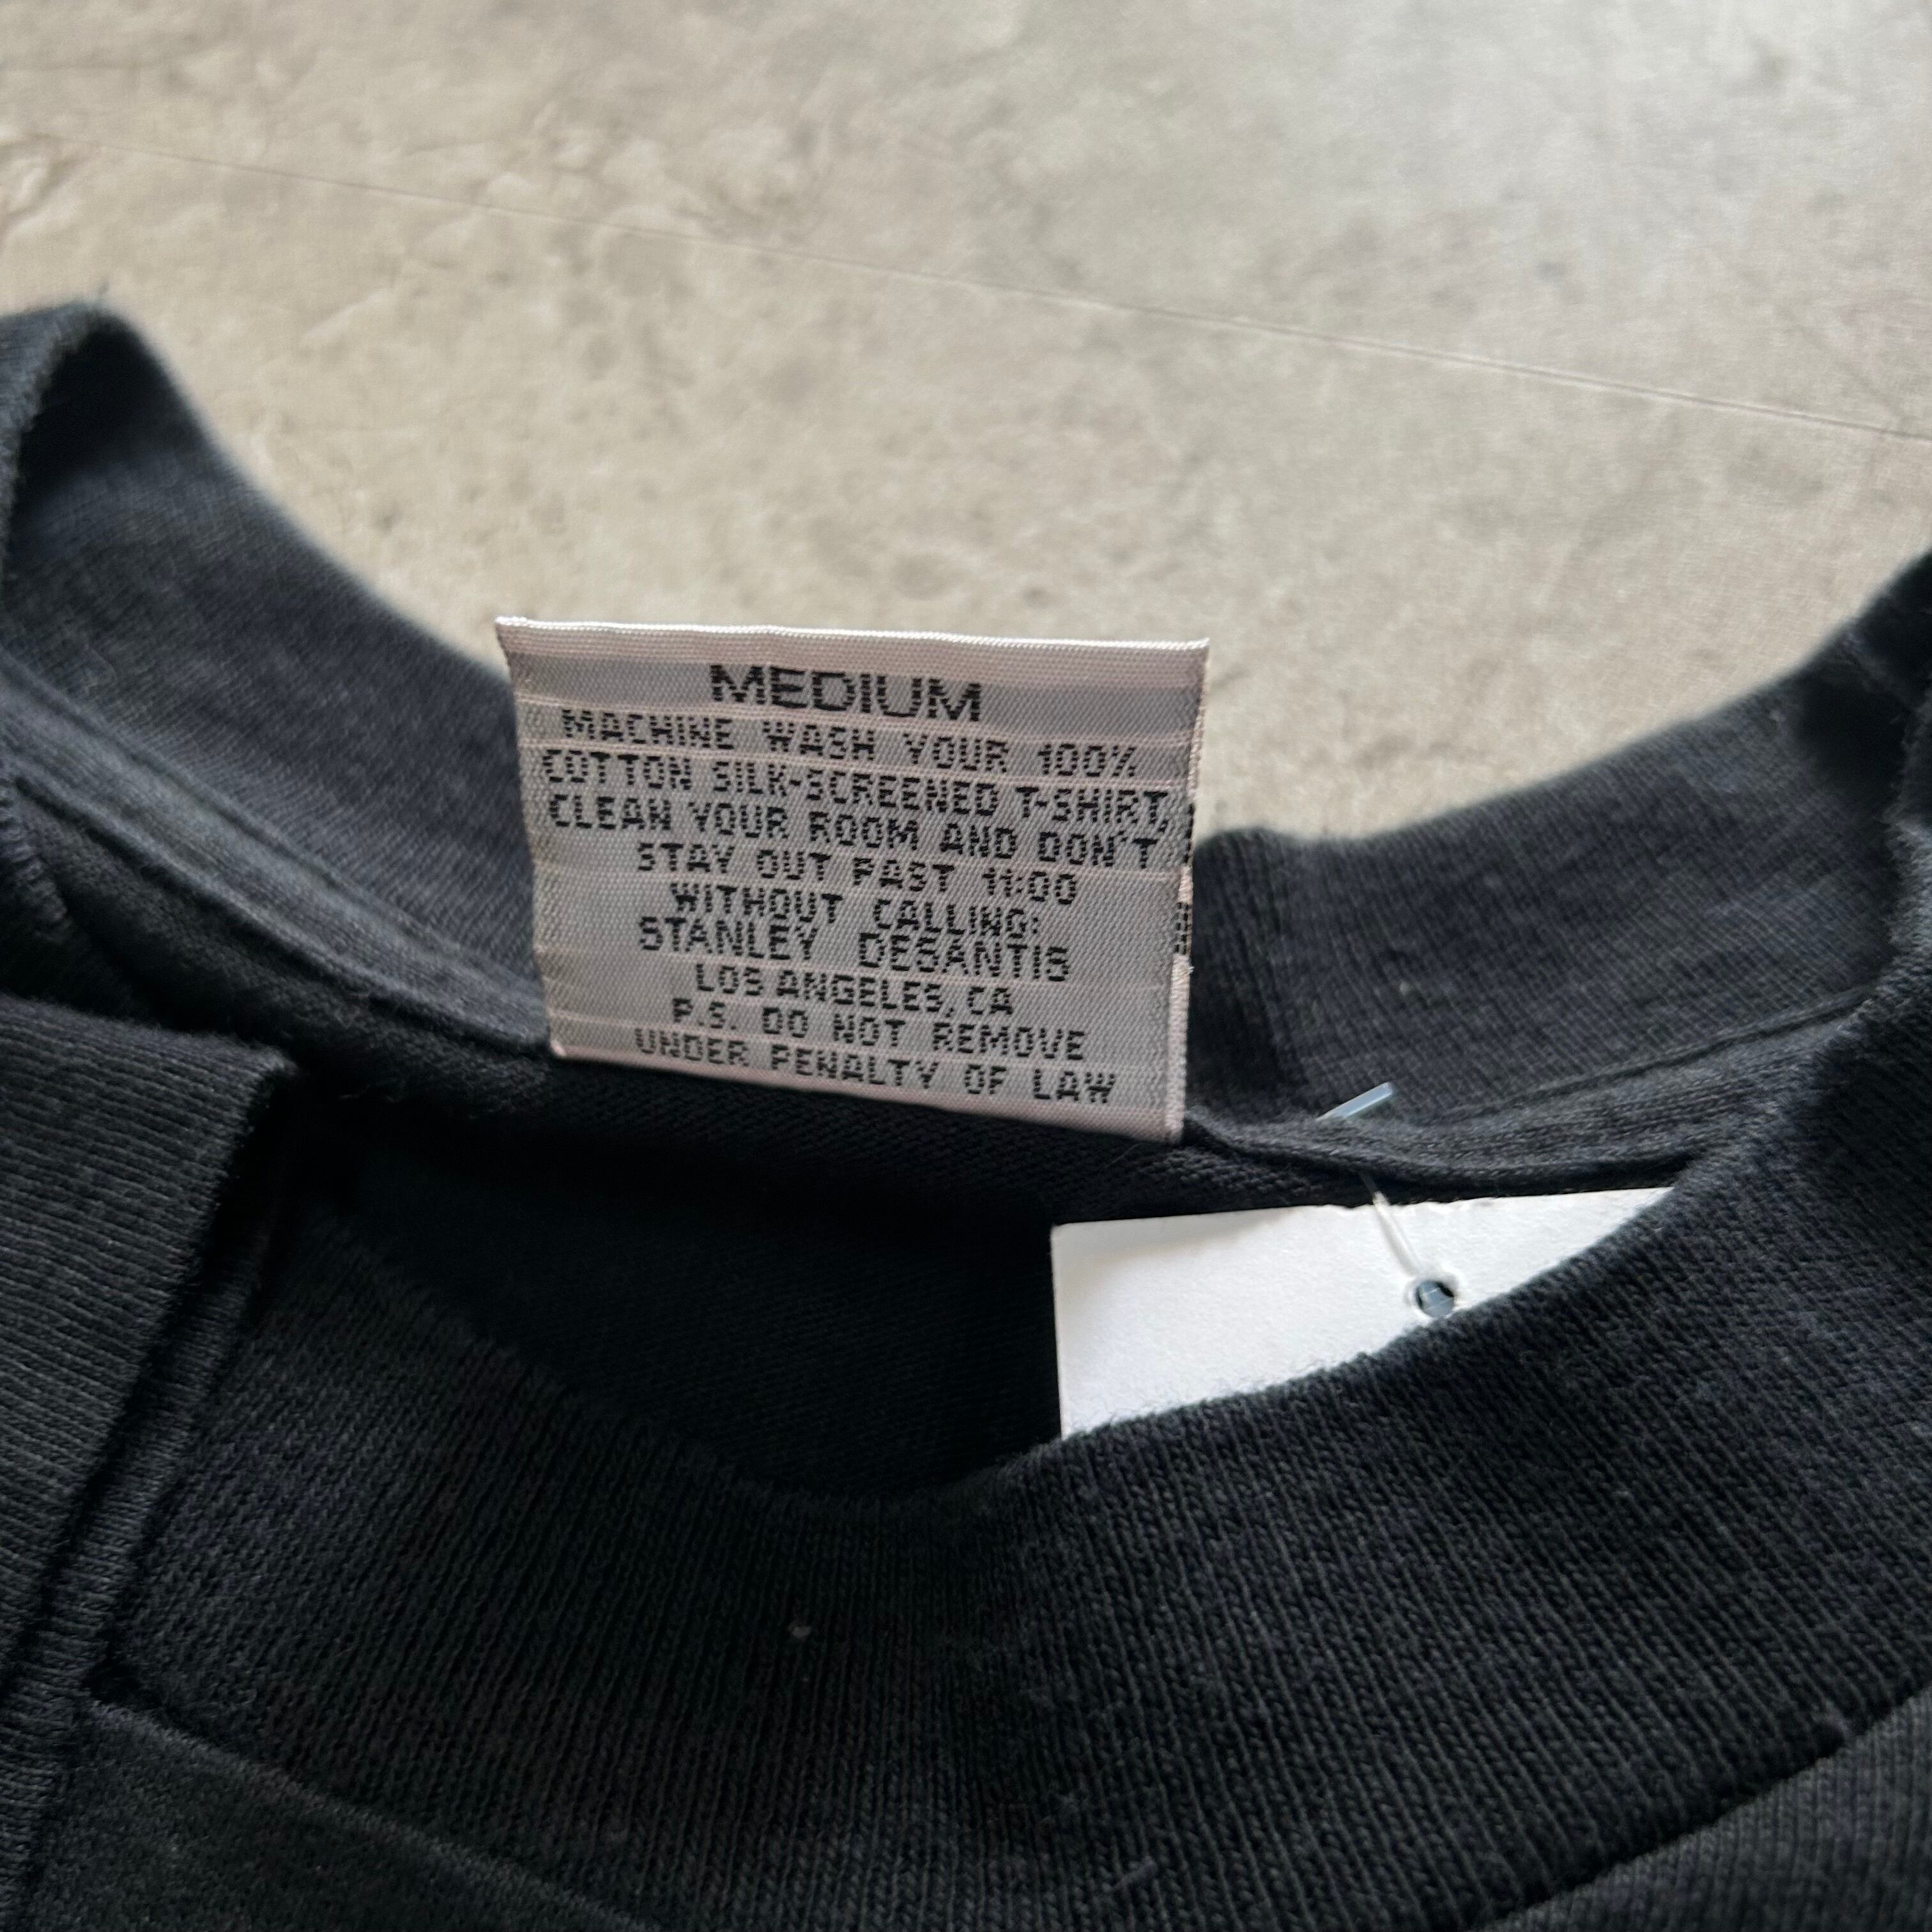 MEDIUM
MACHINE WASH YOUR 100%
COTTON SILK-SCREENED T-SHIRT,
CLEAN YOUR ROOM AND DON'T
STAY OUT PAST 11:00
WITHOUT CALLING:
STANLEY DESANTIS
LOS ANGELES, CA
P.S. DO NOT REMOVE
UNDER PENALTY OF LAW